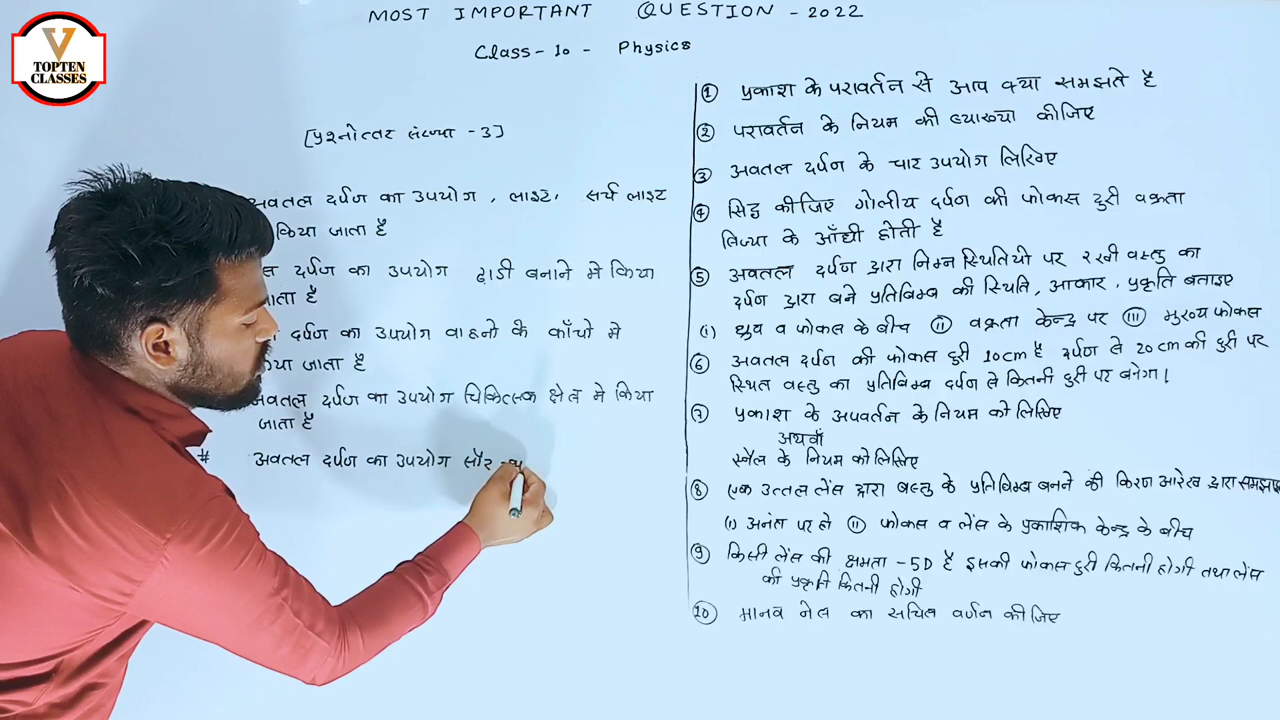 MOST IMPORTANT QUESTION - 2022
Class - 10 - Physics
V
TOPTEN
CLASSES
[प्रश्नोत्तर संख्या - 3]
अवतल दर्पण का उपयोग , लाइट, सर्च लाइट
किया जाता है
दर्पण का उपयोग दाढी बनाने मे किया
जाता है
दर्पण का उपयोग वाहनो के काँचो मे
किया जाता है
अवतल दर्पण का उपयोग चिकित्स्क क्षेत्र मे किया
जाता है
# अवतल दर्पण का उपयोग सौर -
① प्रकाश के परावर्तन से आप क्या समझते है
② परावर्तन के नियम की व्याख्या कीजिए
③ अवतल दर्पण के चार उपयोग लिखिए
④ सिद्ध कीजिए गोलीय दर्पण की फोकस दुरी वक्रता
त्रिज्या के आँधी होती है
⑤ अवतल दर्पण द्वारा निम्न स्थितियो पर रखी वस्तु का
दर्पण द्वारा बने प्रतिबिम्ब की स्थिति, आकार, प्रकृति बताइए
(i) ध्रुव व फोकस के बीच (II) वक्रता केन्द्र पर (III) मुख्य फोकस
⑥ अवतल दर्पण की फोकस दुरी 10cm है दर्पण से 20cm की दुरी पर
स्थित वस्तु का प्रतिबिम्ब दर्पण से कितनी दुरी पर बनेगा।
⑦ प्रकाश के अपवर्तन के नियम को लिखिए
अथवाँ
स्नैल के नियम को लिखिए
⑧ एक उत्तल लेंस द्वारा वस्तु के प्रतिबिम्ब बनने की किरण आरेख द्वारा
(i) अनंत पर हो (II) फोकस व लेंस के प्रकाशिक केन्द्र के बीच
⑨ किसी लेंस की क्षमता -5D है इसकी फोकस दुरी कितनी होगी तथा लेंस
की प्रकृति कितनी होगी
⑩ मानव नेत्र का सचित्र वर्णन कीजिए